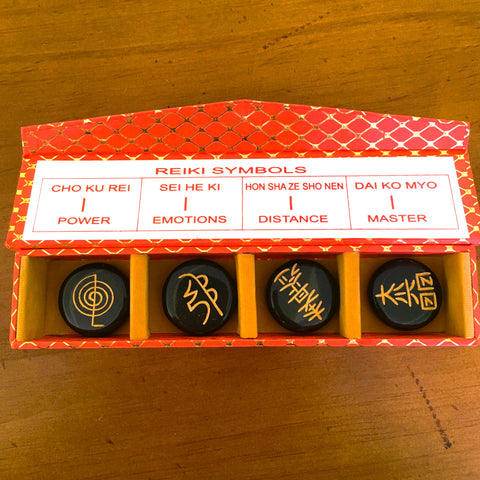 REIKI SYMBOLS
CHO KU REI SEI HE KI HON SHA ZE SHO NEN DAI KO MYO
I I I I
POWER EMOTIONS DISTANCE MASTER